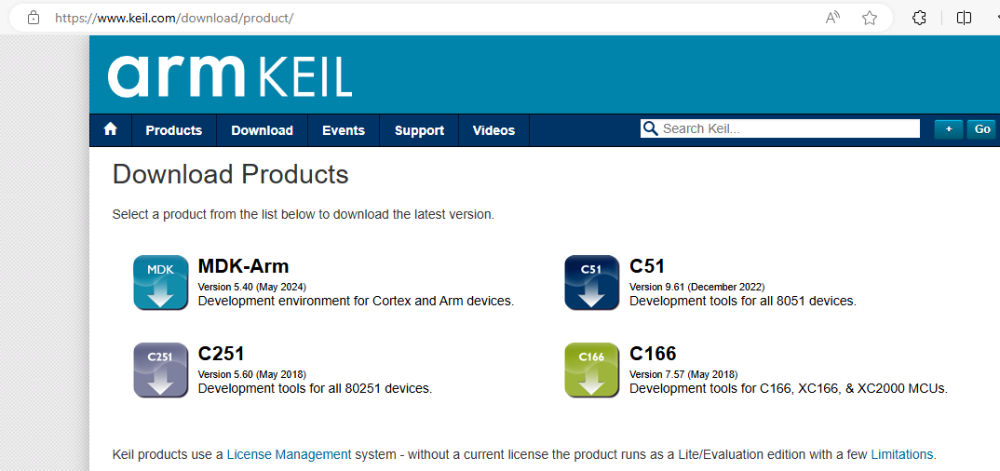 https://www.keil.com/download/product/
arm KEIL
Products Download Events Support Videos Search Keil... + Go
Download Products
Select a product from the list below to download the latest version.
MDK
MDK-Arm
Version 5.40 (May 2024)
Development environment for Cortex and Arm devices.
C51
C51
Version 9.61 (December 2022)
Development tools for all 8051 devices.
C251
C251
Version 5.60 (May 2018)
Development tools for all 80251 devices.
C166
C166
Version 7.57 (May 2018)
Development tools for C166, XC166, & XC2000 MCUs.
Keil products use a License Management system - without a current license the product runs as a Lite/Evaluation edition with a few Limitations.